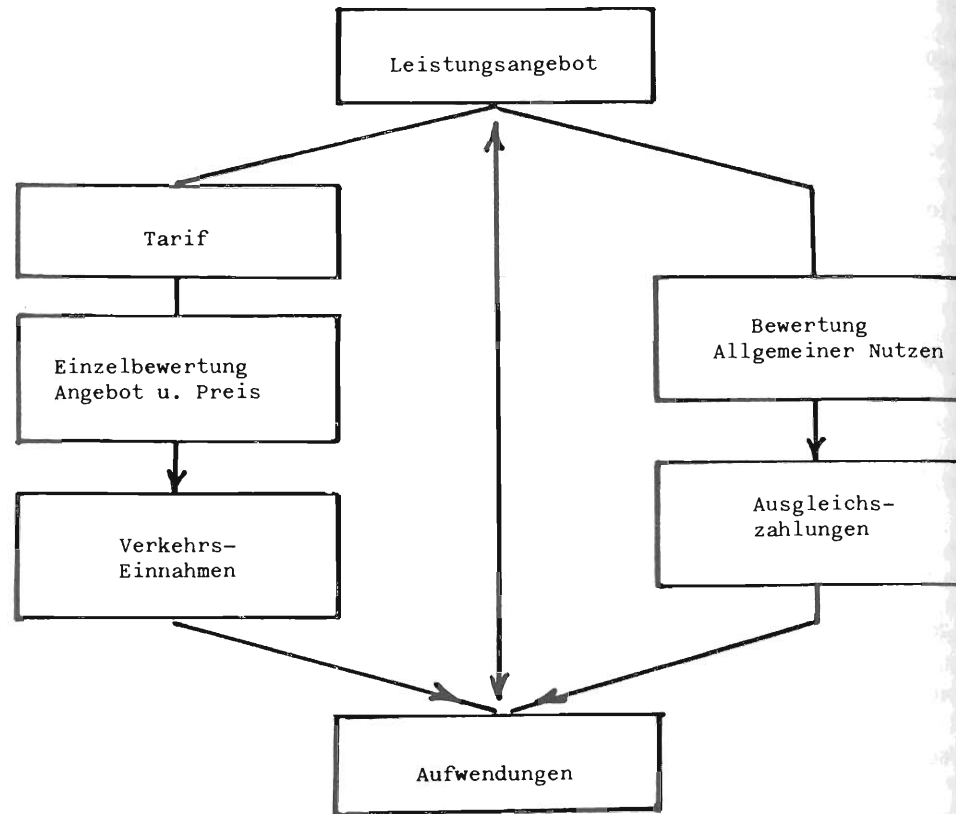 Leistungsangebot
Tarif
Einzelbewertung
Angebot u. Preis
Verkehrs-
Einnahmen
Bewertung
Allgemeiner Nutzen
Ausgleichs-
zahlungen
Aufwendungen